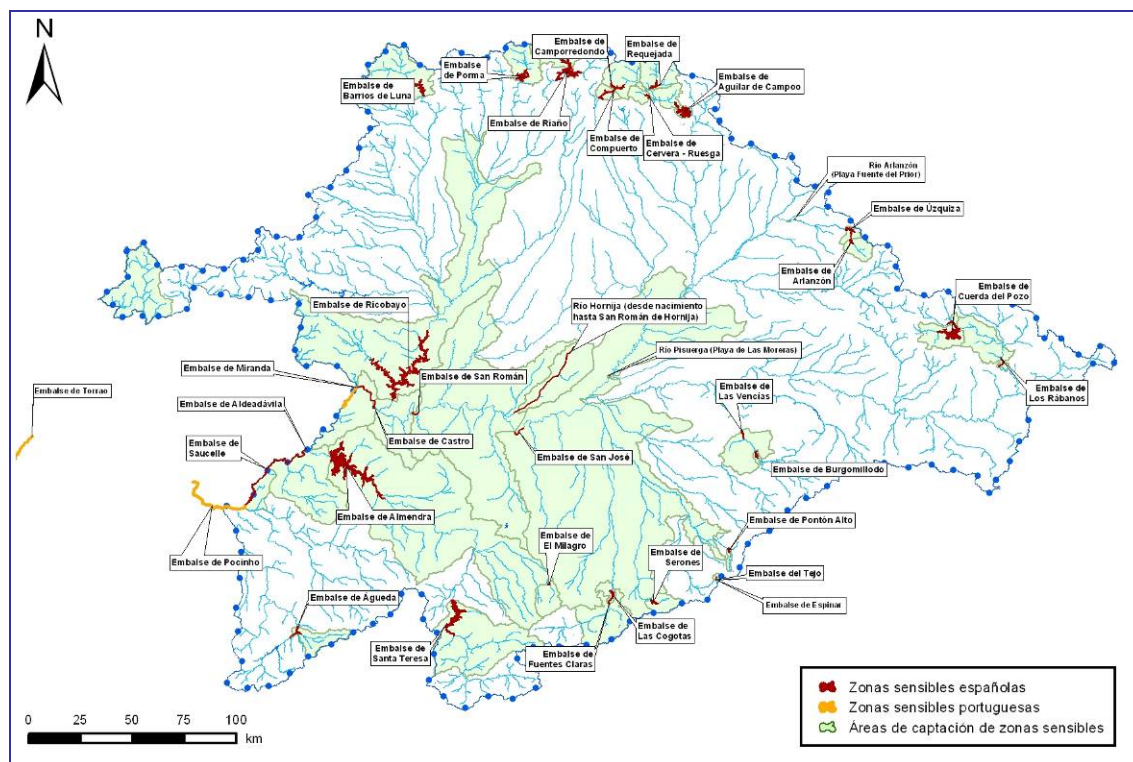 N
Embalse de
Camporredondo
Embalse de
Requejada
Embalse
de Porma
Embalse de
Aguilar de Campoo
Embalse de
Barrios de Luna
Embalse de Riaño
Embalse de
Compuerto
Embalse de
Cervera - Ruesga
Río Arlanzón
(Playa Fuente del Prior)
Embalse de Úzquiza
Embalse de
Arlanzón
Embalse de
Cuerda del Pozo
Embalse de Ricobayo
Río Hornija (desde nacimiento
hasta San Román de Hornija)
Río Pisuerga (Playa de Las Moreras)
Embalse de Miranda
Embalse de San Román
Embalse de
Los Rábanos
Embalse de Torrao
Embalse de
Las Vencías
Embalse de Aldeadávila
Embalse de Castro
Embalse de
Saucelle
Embalse de San José
Embalse de Burgomillodo
Embalse de Almendra
Embalse de Pontón Alto
Embalse de
El Milagro
Embalse de
Serones
Embalse de Pocinho
Embalse del Tejo
Embalse de Espinar
Embalse de Águeda
Embalse de
Las Cogotas
Embalse de
Santa Teresa
Embalse de
Fuentes Claras
Zonas sensibles españolas
Zonas sensibles portuguesas
Áreas de captación de zonas sensibles
0 25 50 75 100
km